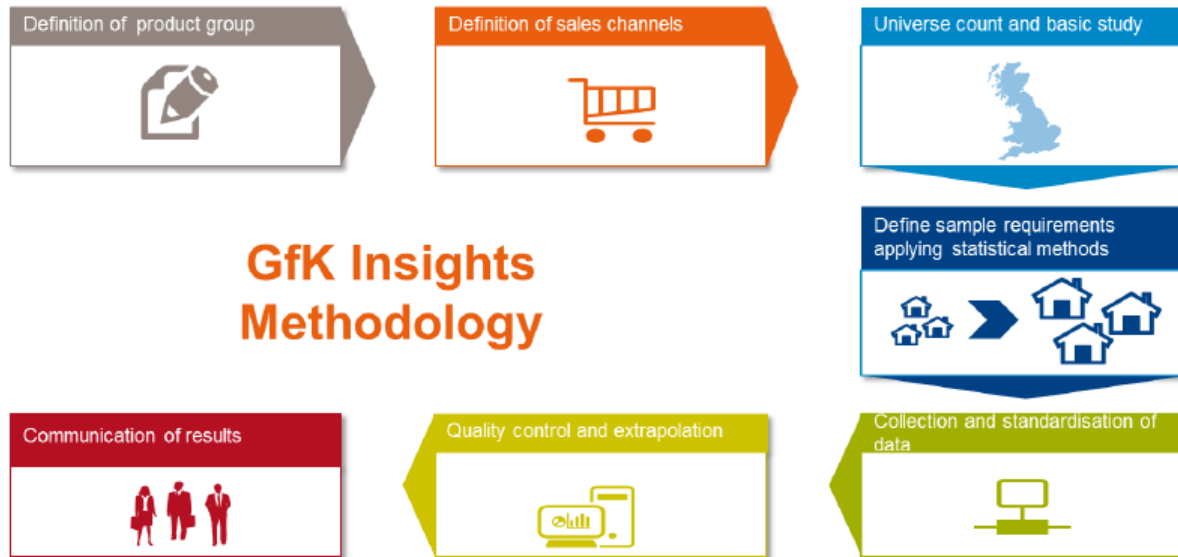 Definition of product group
Definition of sales channels
Universe count and basic study
GfK Insights
Methodology
Define sample requirements
applying statistical methods
Collection and standardisation of
data
Quality control and extrapolation
Communication of results